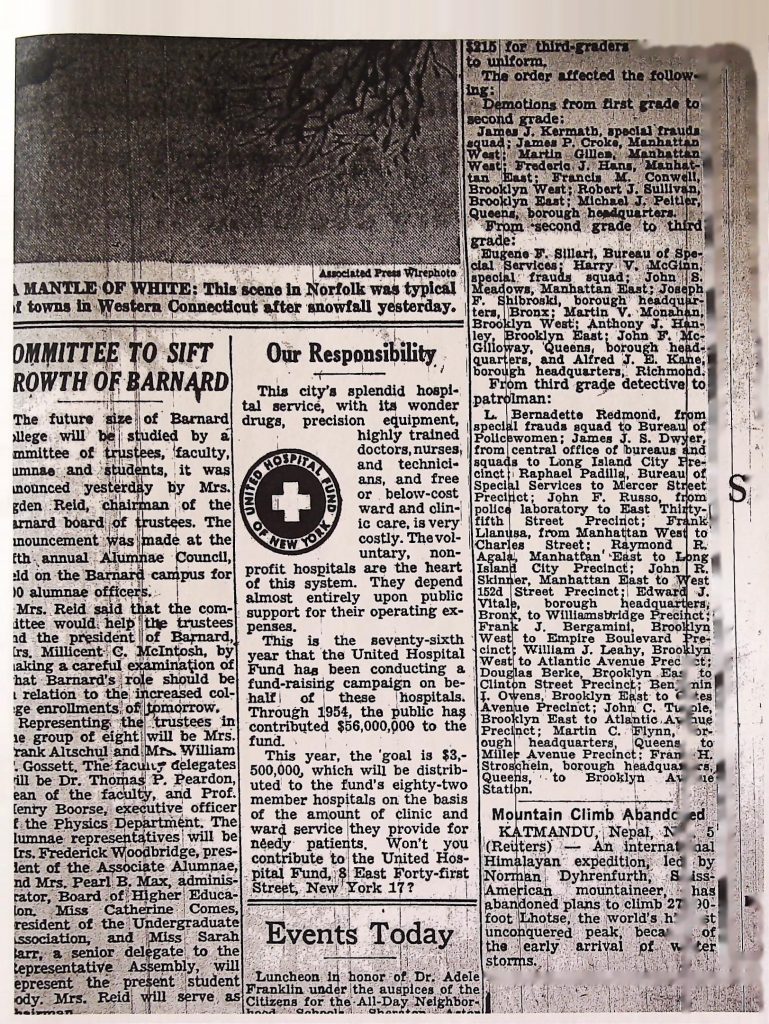 Associated Press Wirephoto
A MANTLE OF WHITE: This scene in Norfolk was typical
of towns in Western Connecticut after snowfall yesterday.
OMMITTEE TO SIFT
ROWTH OF BARNARD
The future size of Barnard
ollege will be studied by a
mmittee of trustees, faculty,
umnae and students, it was
nounced yesterday by Mrs.
gden Reid, chairman of the
arnard board of trustees. The
nouncement was made at the
fth annual Alumnae Council,
eld on the Barnard campus for
00 alumnae officers.
Mrs. Reid said that the com-
ittee would help the trustees
nd the president of Barnard,
rs. Millicent C. McIntosh, by
aking a careful examination of
hat Barnard's role should be
relation to the increased col-
ge enrollments of tomorrow.
Representing the trustees in
e group of eight will be Mrs.
rank Altschul and Mrs. William
. Gossett. The faculty delegates
ill be Dr. Thomas P. Peardon,
ean of the faculty, and Prof.
enry Boorse, executive officer
f the Physics Department. The
lumnae representatives will be
rs. Frederick Woodbridge, pres-
dent of the Associate Alumnae,
nd Mrs. Pearl B. Max, adminis-
rator, Board of Higher Educa-
ion. Miss Catherine Comes,
resident of the Undergraduate
ssociation, and Miss Sarah
arr, a senior delegate to the
epresentative Assembly, will
epresent the present student
ody. Mrs. Reid will serve as
hairman.
Our Responsibility
This city's splendid hospi-
tal service, with its wonder
drugs, precision equipment,
highly trained
doctors, nurses,
and technici-
ans, and free
or below-cost
ward and clin-
ic care, is very
costly. The vol-
untary, non-
profit hospitals are the heart
of this system. They depend
almost entirely upon public
support for their operating ex-
penses.
UNITED HOSPITAL FUND
OF NEW YORK
This is the seventy-sixth
year that the United Hospital
Fund has been conducting a
fund-raising campaign on be-
half of these hospitals.
Through 1954, the public has
contributed $56,000,000 to the
fund.
This year, the goal is $3,-
500,000, which will be distrib-
uted to the fund's eighty-two
member hospitals on the basis
of the amount of clinic and
ward service they provide for
needy patients. Won't you
contribute to the United Hos-
pital Fund, 8 East Forty-first
Street, New York 17?
Events Today
Luncheon in honor of Dr. Adele
Franklin under the auspices of the
Citizens for the All-Day Neighbor-
hood Schools, Sheraton Astor
$215 for third-graders
to uniform.
The order affected the follow-
ing:
Demotions from first grade to
second grade:
James J. Kermath, special frauds
squad; James P. Croke, Manhattan
West; Martin Gilles, Manhattan
West; Frederic J. Hans, Manhat-
tan East; Francis M. Conwell,
Brooklyn West; Robert J. Sullivan,
Brooklyn East; Michael J. Peltier,
Queens, borough headquarters.
From second grade to third
grade:
Eugene F. Sillari, Bureau of Spe-
cial Services; Harry V. McGinn,
special frauds squad; John S.
Meadows, Manhattan East; Joseph
F. Shibroski, borough headquar-
ters, Bronx; Martin V. Monahan,
Brooklyn West; Anthony J. Han-
ley, Brooklyn East; John F. Mc-
Gilloway, Queens, borough head-
quarters, and Alfred J. E. Kane,
borough headquarters, Richmond.
From third grade detective to
patrolman:
L. Bernadette Redmond, from
special frauds squad to Bureau of
Policewomen; James J. S. Dwyer,
from central office of bureaus and
squads to Long Island City Pre-
cinct; Raphael Padilla, Bureau of
Special Services to Mercer Street
Precinct; John F. Russo, from
police laboratory to East Thirty-
fifth Street Precinct; Frank
Llanusa, from Manhattan West to
Charles Street; Raymond R.
Agala, Manhattan East to Long
Island City Precinct; John R.
Skinner, Manhattan East to West
152d Street Precinct; Edward J.
Vitale, borough headquarters,
Bronx, to Williamsbridge Precinct;
Frank J. Bergamini, Brooklyn
West to Empire Boulevard Pre-
cinct; William J. Leahy, Brooklyn
West to Atlantic Avenue Prec ct;
Douglas Berke, Brooklyn East to
Clinton Street Precinct; Ben min
I. Owens, Brooklyn East to tes
Avenue Precinct; John C. T ple,
Brooklyn East to Atlantic Av nue
Precinct; Martin C. Flynn, or-
ough headquarters, Queens to
Miller Avenue Precinct; Fran H.
Stroschein, borough headqua rs,
Queens, to Brooklyn Av ue
Station.
Mountain Climb Abandoned
KATMANDU, Nepal, N 5
(Reuters) — An internati al
Himalayan expedition, led by
Norman Dyhrenfurth, S iss-
American mountaineer, has
abandoned plans to climb 27 90-
foot Lhotse, the world's h st
unconquered peak, beca of
the early arrival of w ter
storms.
S